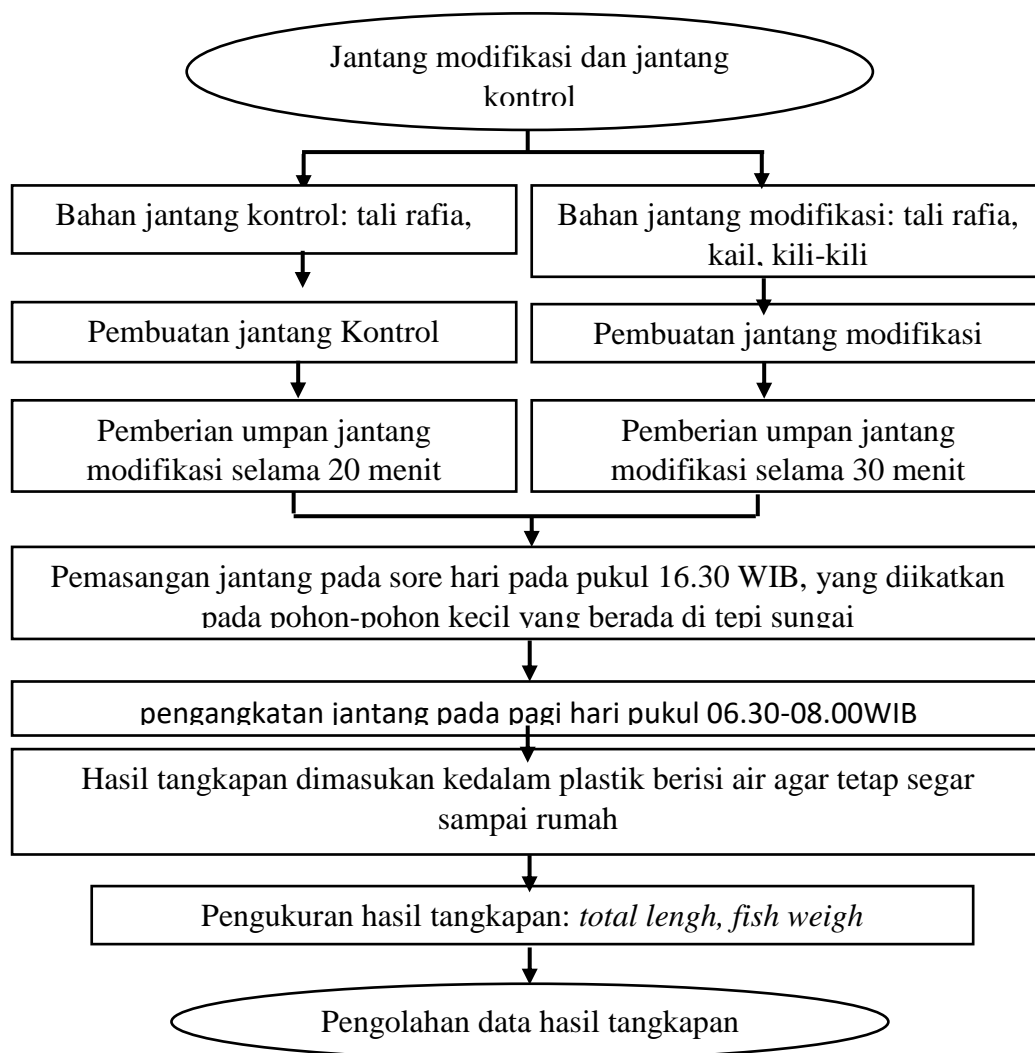 Jantang modifikasi dan jantang
kontrol
Bahan jantang kontrol: tali rafia,
Bahan jantang modifikasi: tali rafia,
kail, kili-kili
Pembuatan jantang Kontrol
Pembuatan jantang modifikasi
Pemberian umpan jantang
modifikasi selama 20 menit
Pemberian umpan jantang
modifikasi selama 30 menit
Pemasangan jantang pada sore hari pada pukul 16.30 WIB, yang diikatkan
pada pohon-pohon kecil yang berada di tepi sungai
pengangkatan jantang pada pagi hari pukul 06.30-08.00WIB
Hasil tangkapan dimasukan kedalam plastik berisi air agar tetap segar
sampai rumah
Pengukuran hasil tangkapan: total lengh, fish weigh
Pengolahan data hasil tangkapan